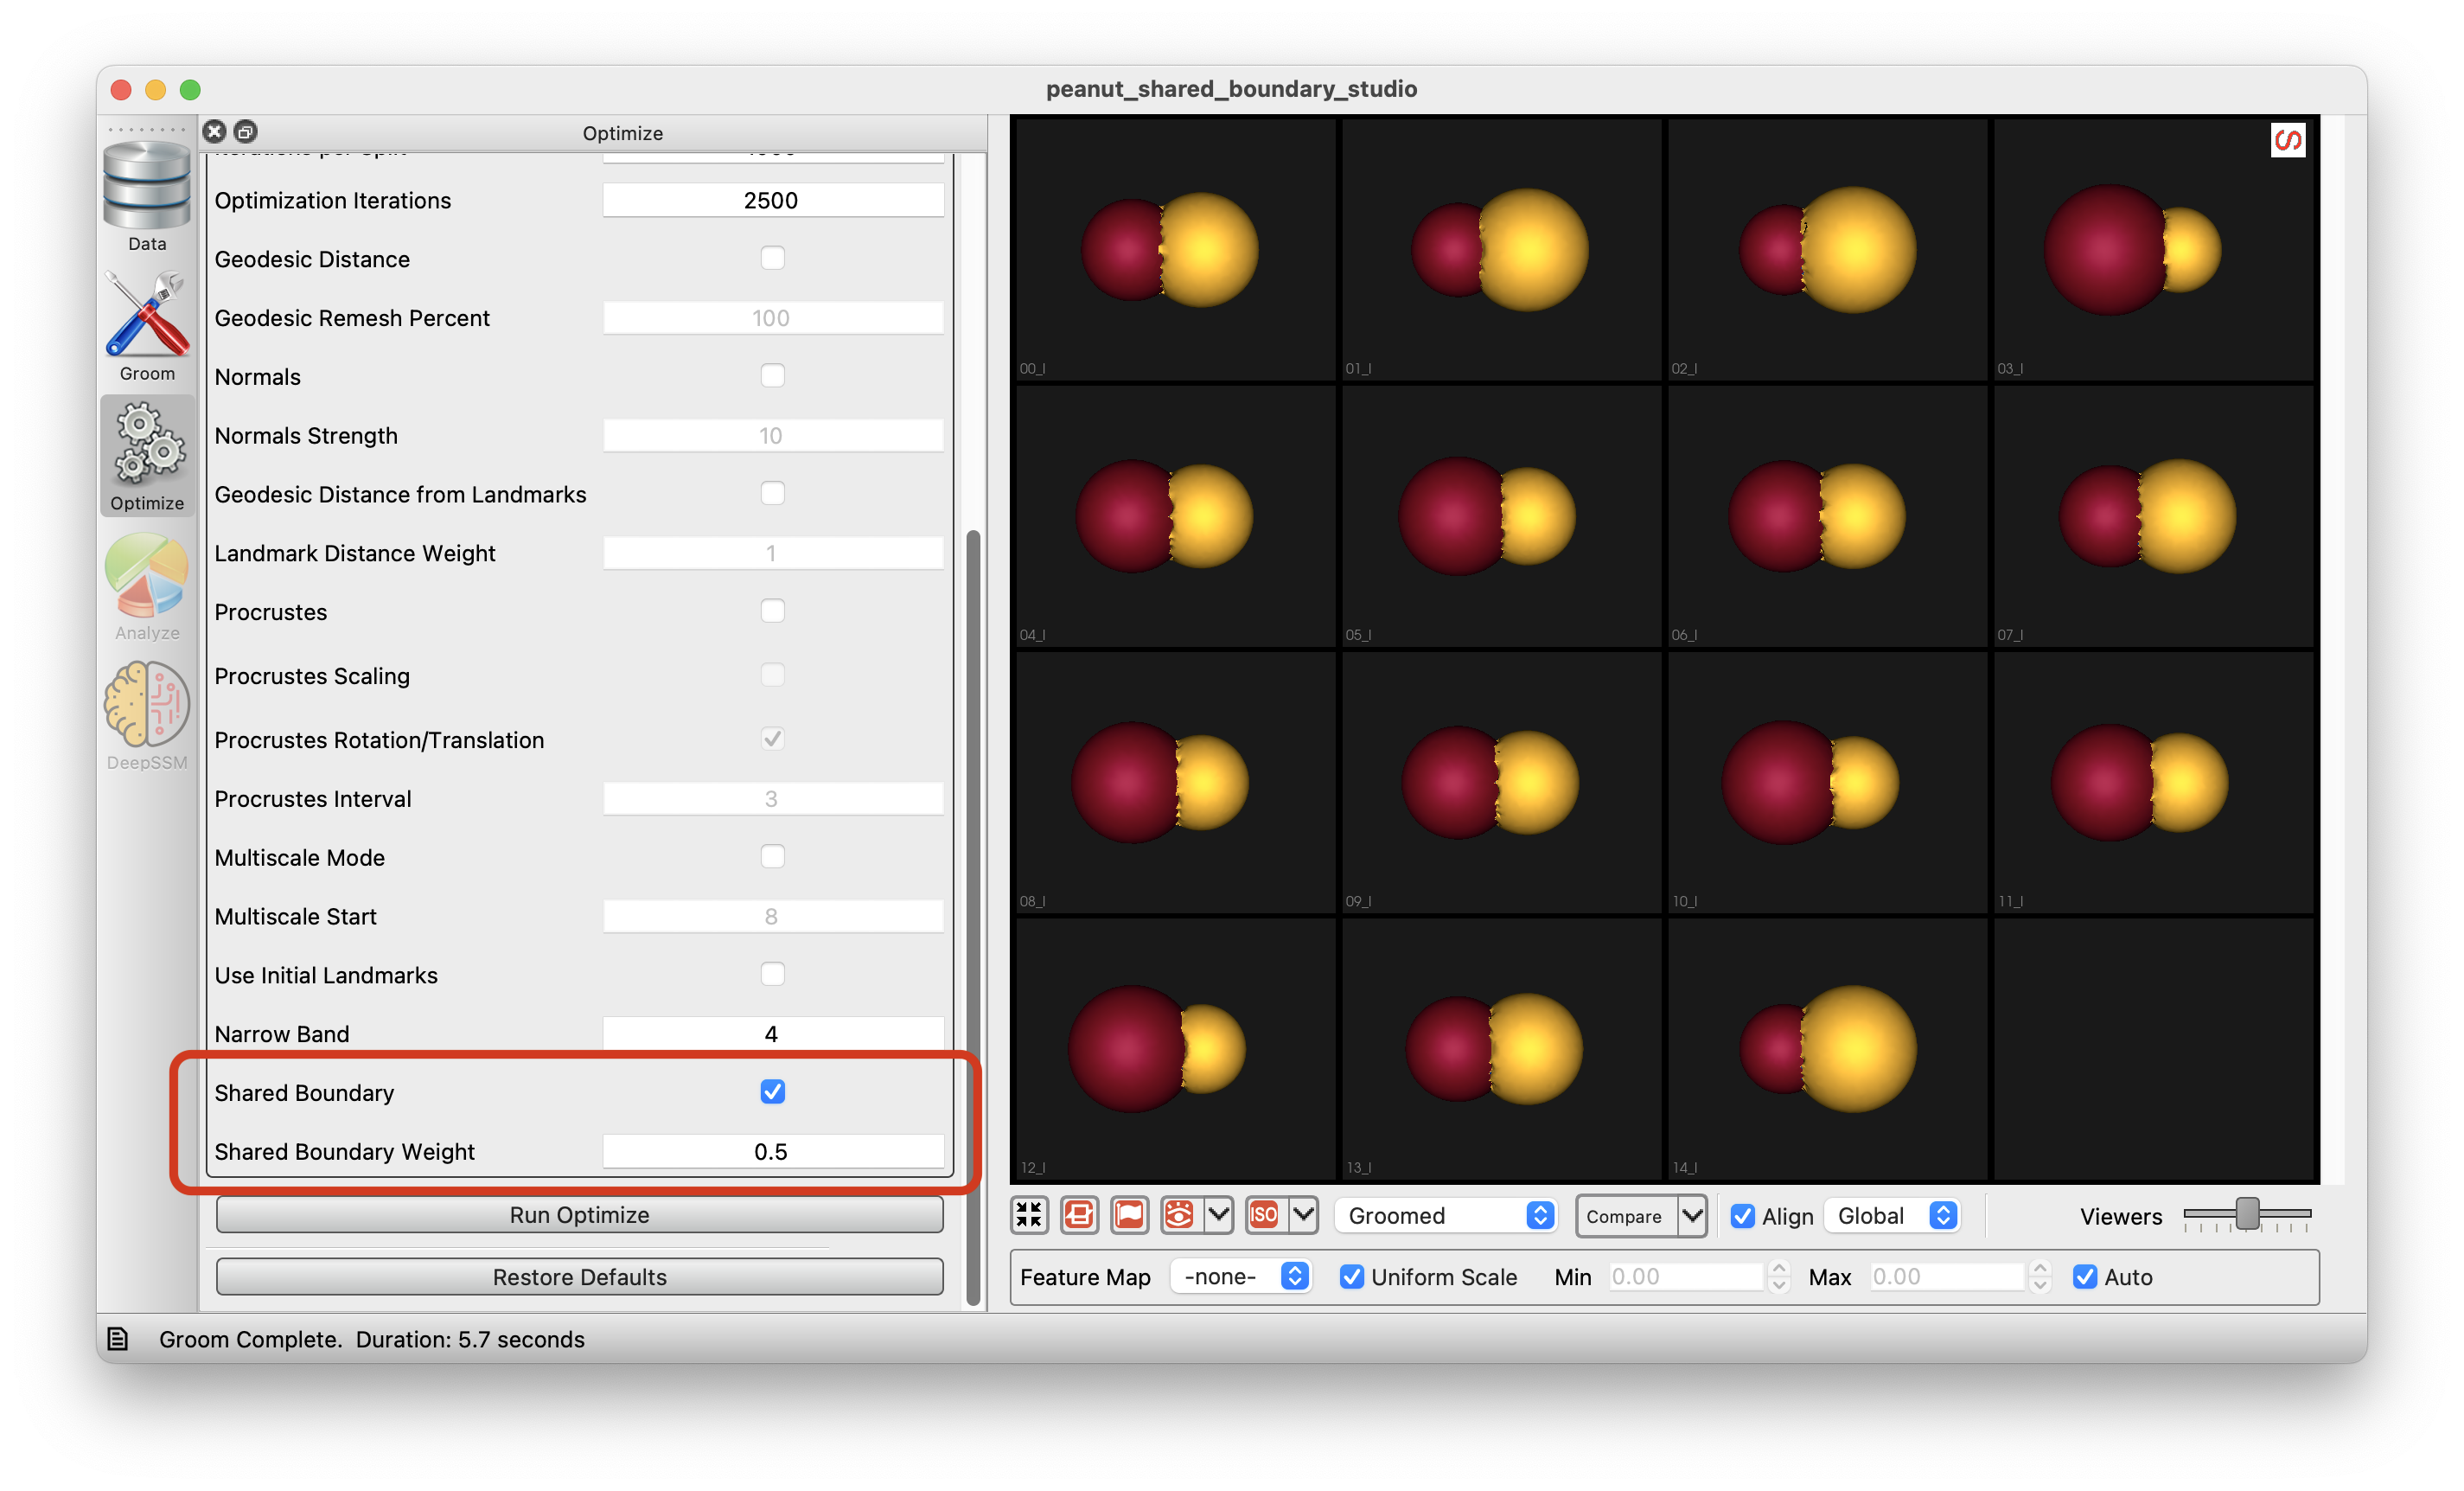 peanut_shared_boundary_studio
Optimize
Data
Groom
Optimize
Analyze
DeepSSM
Optimization Iterations 2500
Geodesic Distance
Geodesic Remesh Percent 100
Normals
Normals Strength 10
Geodesic Distance from Landmarks
Landmark Distance Weight 1
Procrustes
Procrustes Scaling
Procrustes Rotation/Translation
Procrustes Interval 3
Multiscale Mode
Multiscale Start 8
Use Initial Landmarks
Narrow Band 4
Shared Boundary
Shared Boundary Weight 0.5
Run Optimize
Restore Defaults
00_l 01_l 02_l 03_l
04_l 05_l 06_l 07_l
08_l 09_l 10_l 11_l
12_l 13_l 14_l
ISO Groomed Compare Align Global Viewers
Feature Map -none- Uniform Scale Min 0.00 Max 0.00 Auto
Groom Complete. Duration: 5.7 seconds